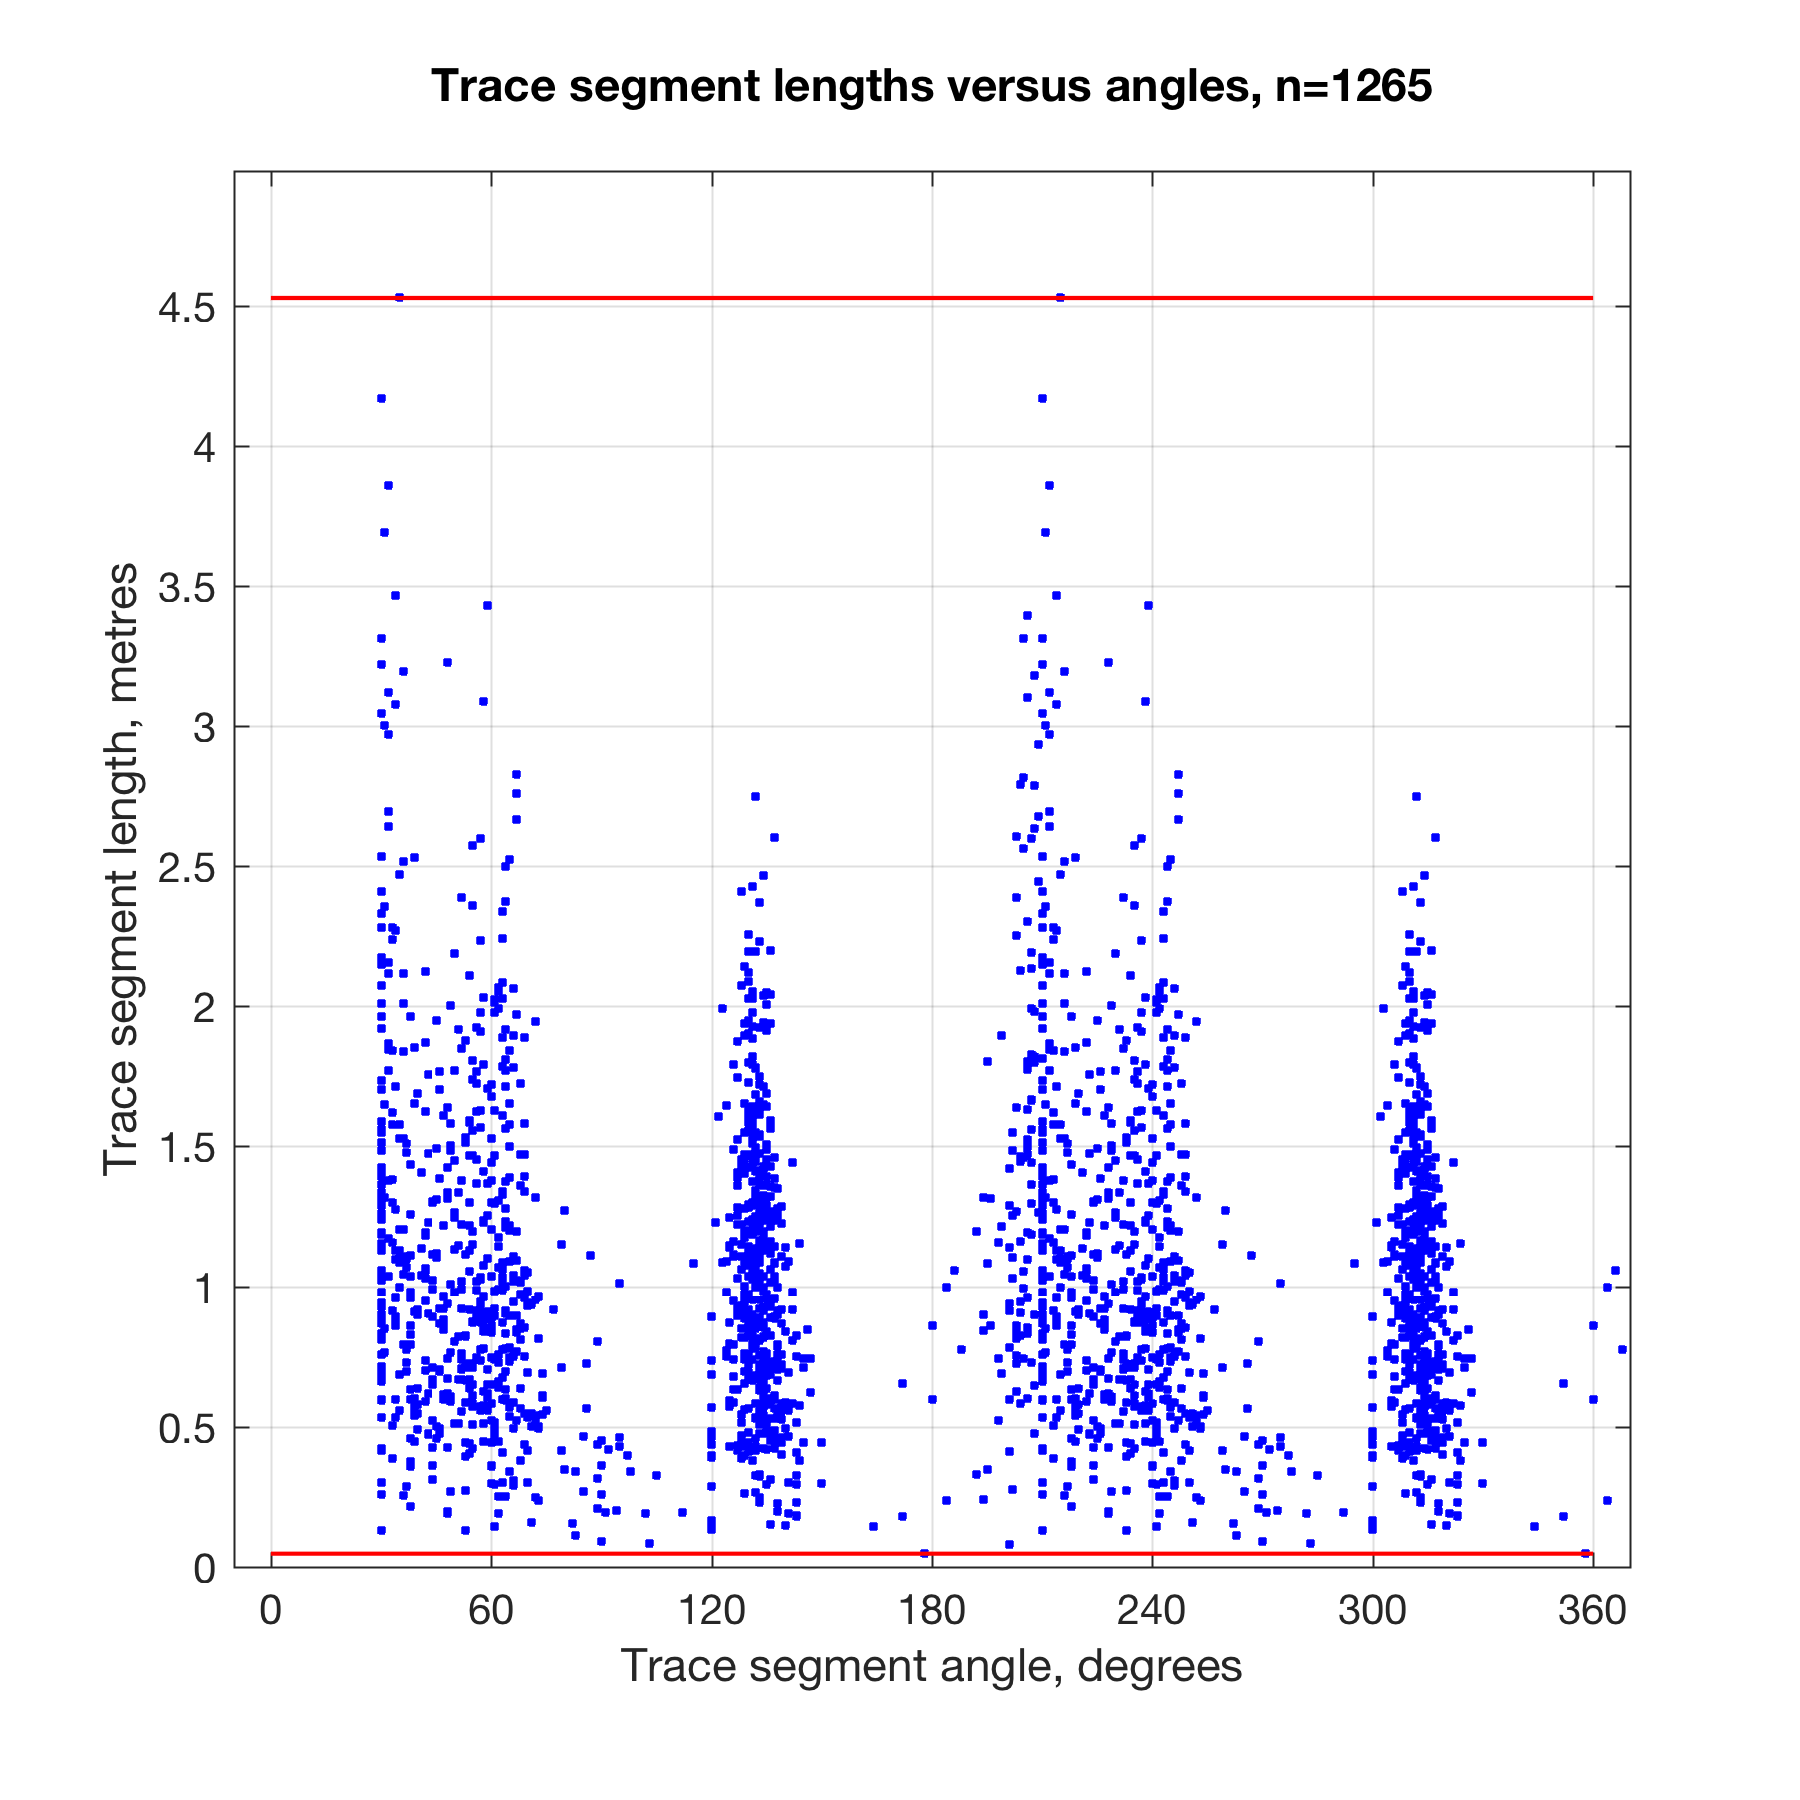 Trace segment lengths versus angles, n=1265
4.5
4
3.5
3
2.5
2
1.5
1
0.5
0
Trace segment length, metres
0 60 120 180 240 300 360
Trace segment angle, degrees